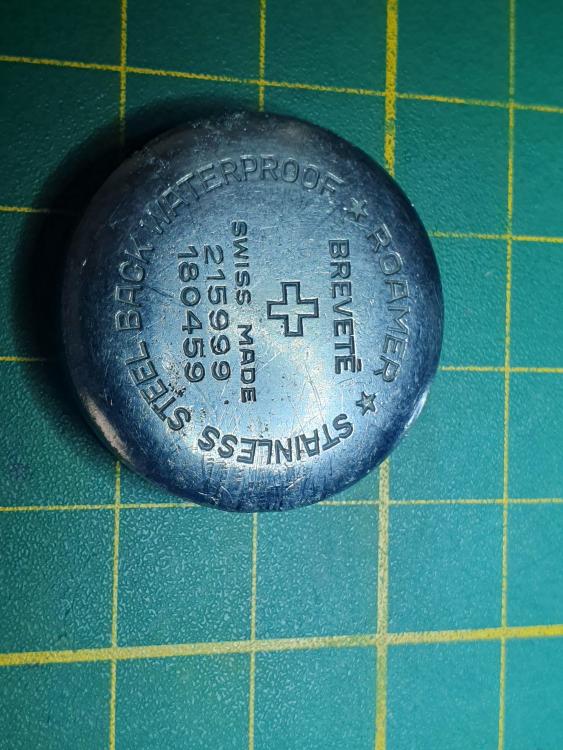 ★ ROAMER ★
STAINLESS STEEL BACK WATERPROOF
BREVETÉ
SWISS MADE
215999
180459